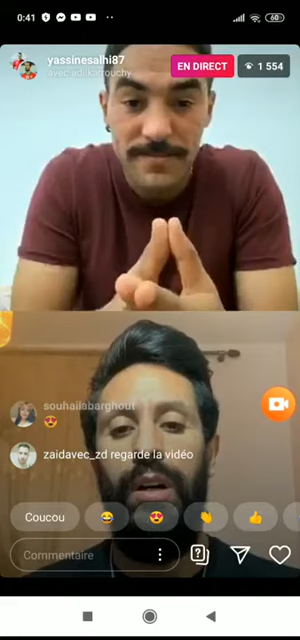 0:41
60
yassinesalhi87
avec adilkarrouchy
EN DIRECT
1 554
souhailabarghout
😍
zaidavec_zd regarde la vidéo
Coucou
😂
😍
👏
👍
Commentaire